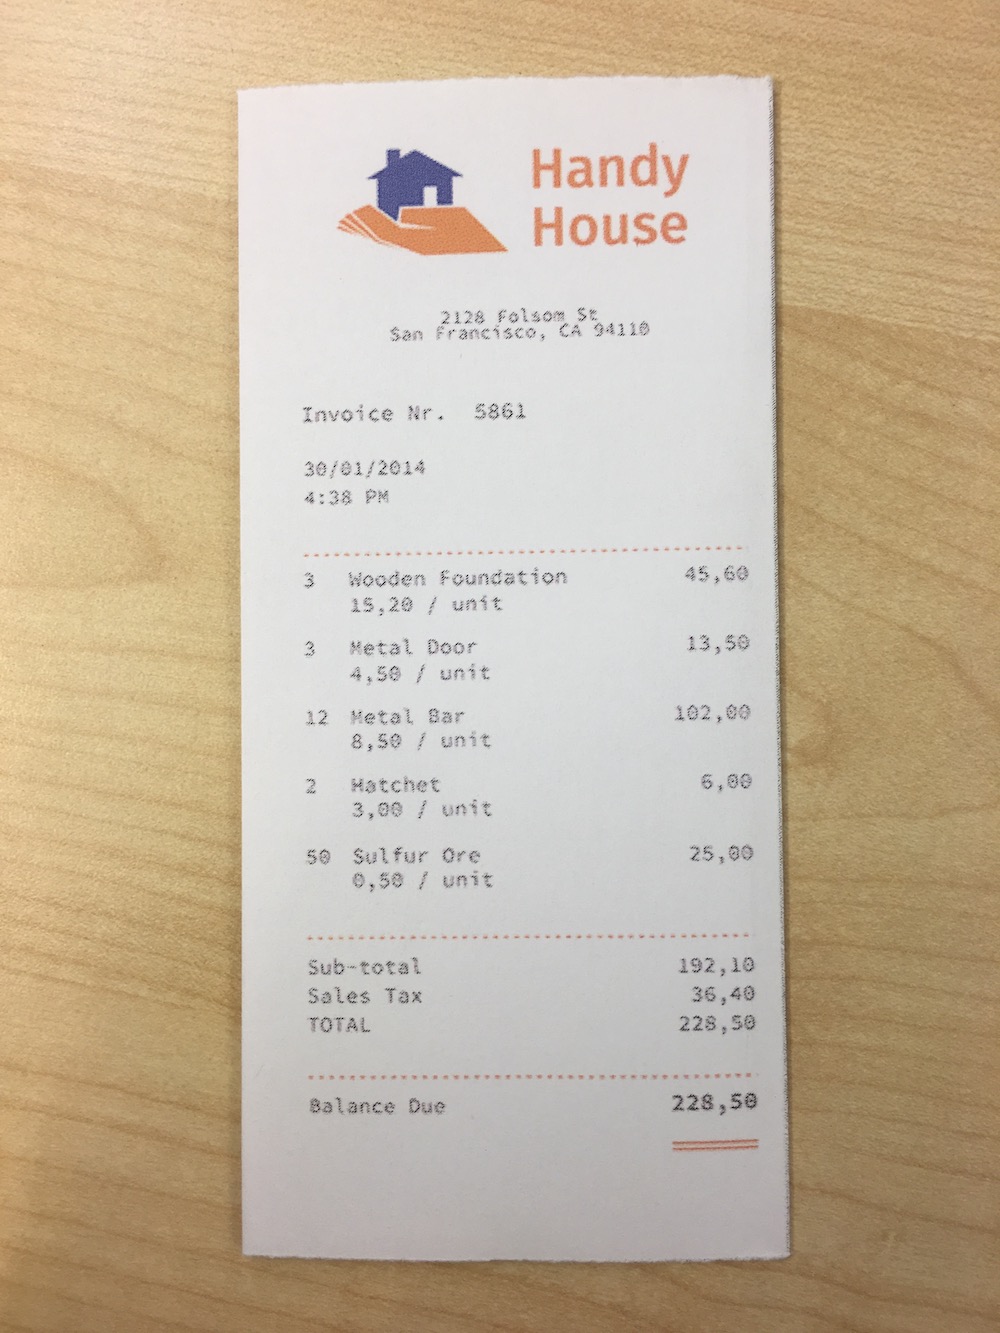 Handy
House
2128 Folsom St
San Francisco, CA 94110
Invoice Nr. 5861
30/01/2014
4:38 PM
3 Wooden Foundation 45,60
15,20 / unit
3 Metal Door 13,50
4,50 / unit
12 Metal Bar 102,00
8,50 / unit
2 Hatchet 6,00
3,00 / unit
50 Sulfur Ore 25,00
0,50 / unit
Sub-total 192,10
Sales Tax 36,40
TOTAL 228,50
Balance Due 228,50